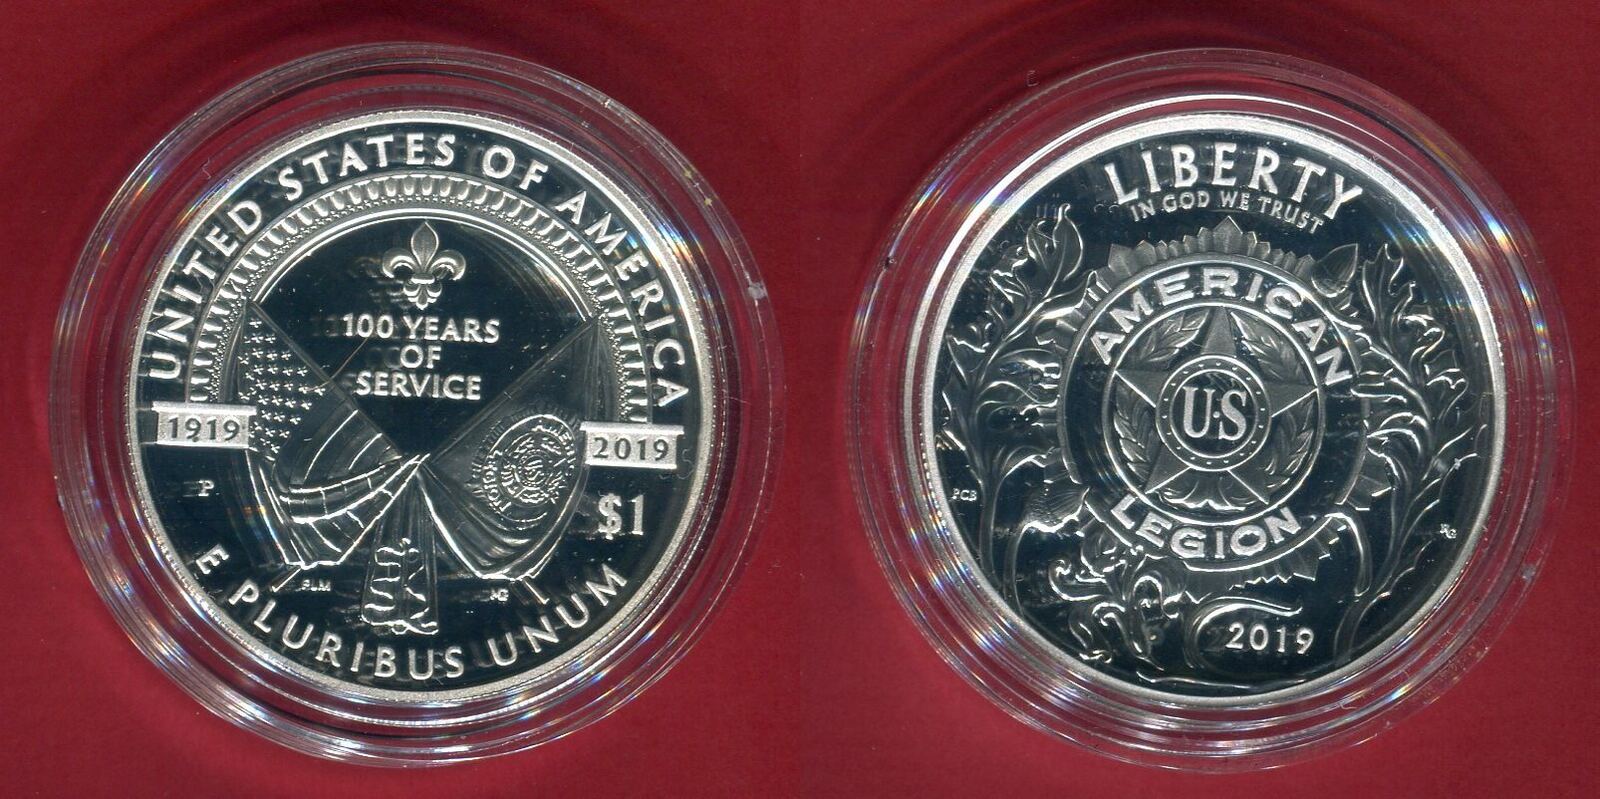 UNITED STATES OF AMERICA
100 YEARS
OF
SERVICE
1919
2019
P
$1
E PLURIBUS UNUM
LIBERTY
IN GOD WE TRUST
AMERICAN
U·S
LEGION
PCB
2019